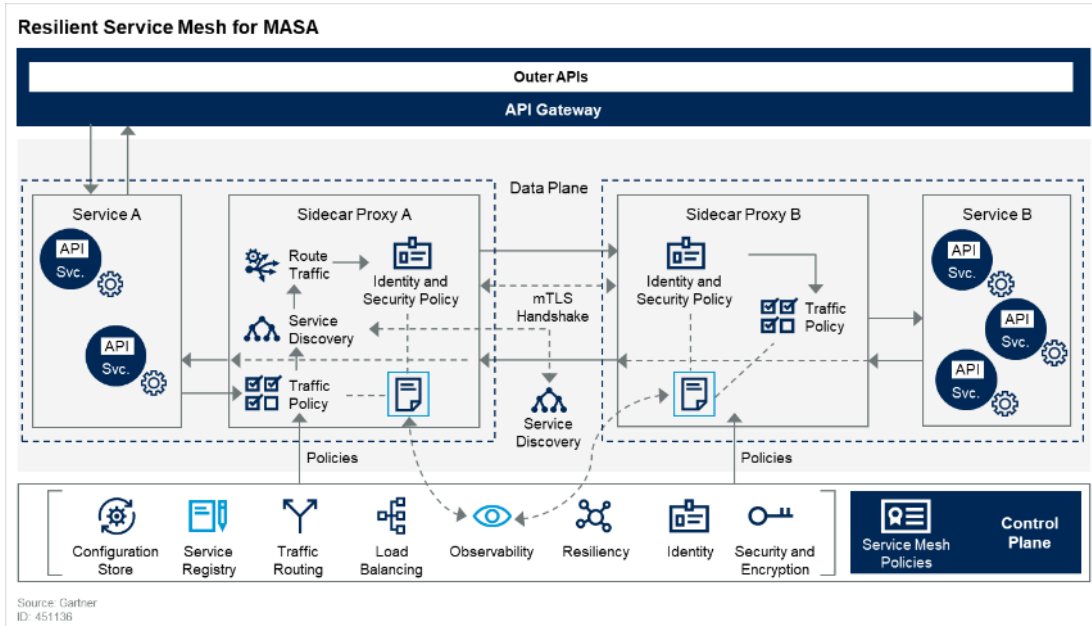 Resilient Service Mesh for MASA
Outer APIs
API Gateway
Data Plane
Service A
API
Svc.
API
Svc.
Sidecar Proxy A
Route
Traffic
Identity and
Security Policy
Service
Discovery
Traffic
Policy
mTLS
Handshake
Service
Discovery
Sidecar Proxy B
Identity and
Security Policy
Traffic
Policy
Service B
API
Svc.
API
Svc.
API
Svc.
Policies
Policies
Configuration
Store
Service
Registry
Traffic
Routing
Load
Balancing
Observability
Resiliency
Identity
Security and
Encryption
Service Mesh
Policies
Control
Plane
Source: Gartner
ID: 451136